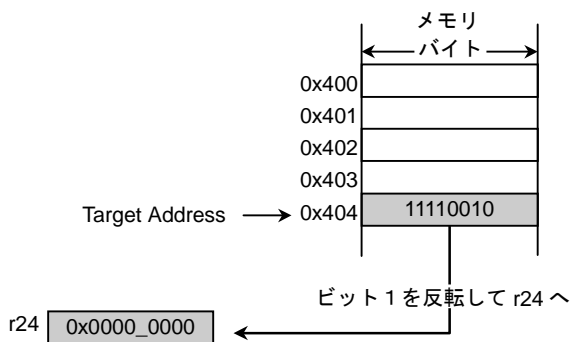 メモリ
バイト
0x400
0x401
0x402
0x403
Target Address 0x404 11110010
ビット1を反転して r24 へ
r24 0x0000_0000